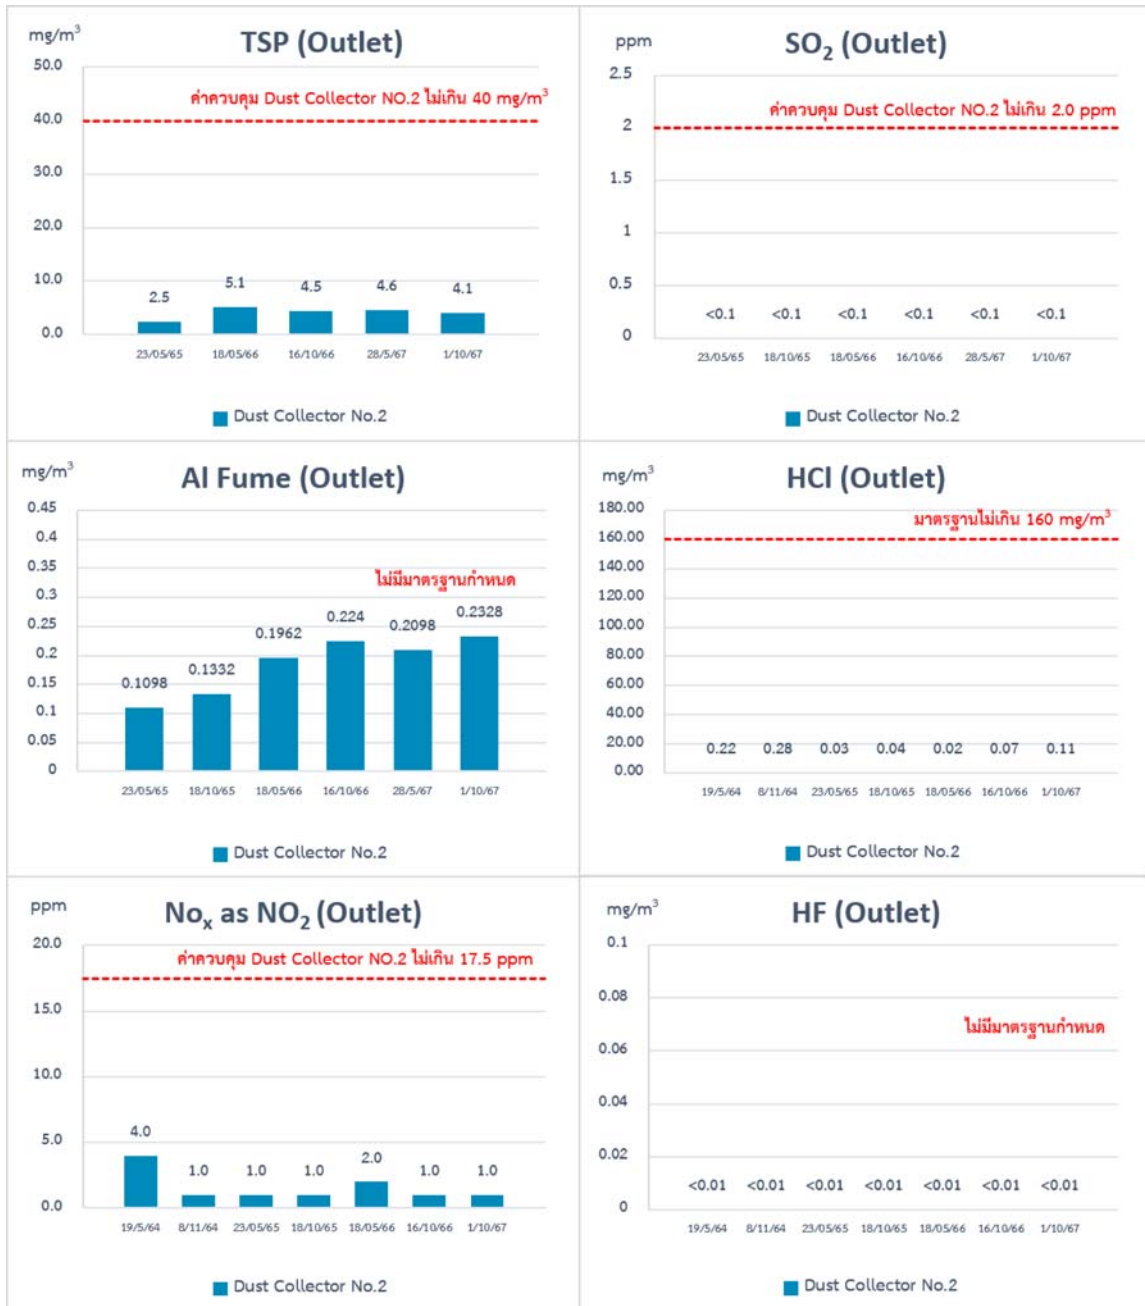 mg/m³
TSP (Outlet)
50.0
ค่าควบคุม Dust Collector NO.2 ไม่เกิน 40 mg/m³
40.0
30.0
20.0
10.0
0.0
2.5 5.1 4.5 4.6 4.1
23/05/65 18/05/66 16/10/66 28/5/67 1/10/67
Dust Collector No.2
ppm
SO₂ (Outlet)
2.5
ค่าควบคุม Dust Collector NO.2 ไม่เกิน 2.0 ppm
2
1.5
1
0.5
0
<0.1 <0.1 <0.1 <0.1 <0.1 <0.1
23/05/65 18/10/65 18/05/66 16/10/66 28/5/67 1/10/67
Dust Collector No.2
mg/m³
Al Fume (Outlet)
0.45
0.4
0.35
ไม่มีมาตรฐานกำหนด
0.3
0.25
0.2
0.15
0.1
0.05
0
0.1098 0.1332 0.1962 0.224 0.2098 0.2328
23/05/65 18/10/65 18/05/66 16/10/66 28/5/67 1/10/67
Dust Collector No.2
mg/m³
HCl (Outlet)
180.00
มาตรฐานไม่เกิน 160 mg/m³
160.00
140.00
120.00
100.00
80.00
60.00
40.00
20.00
0.00
0.22 0.28 0.03 0.04 0.02 0.07 0.11
19/5/64 8/11/64 23/05/65 18/10/65 18/05/66 16/10/66 1/10/67
Dust Collector No.2
ppm
Noₓ as NO₂ (Outlet)
20.0
ค่าควบคุม Dust Collector NO.2 ไม่เกิน 17.5 ppm
15.0
10.0
5.0
0.0
4.0 1.0 1.0 1.0 2.0 1.0 1.0
19/5/64 8/11/64 23/05/65 18/10/65 18/05/66 16/10/66 1/10/67
Dust Collector No.2
mg/m³
HF (Outlet)
0.1
0.08
ไม่มีมาตรฐานกำหนด
0.06
0.04
0.02
0
<0.01 <0.01 <0.01 <0.01 <0.01 <0.01 <0.01
19/5/64 8/11/64 23/05/65 18/10/65 18/05/66 16/10/66 1/10/67
Dust Collector No.2